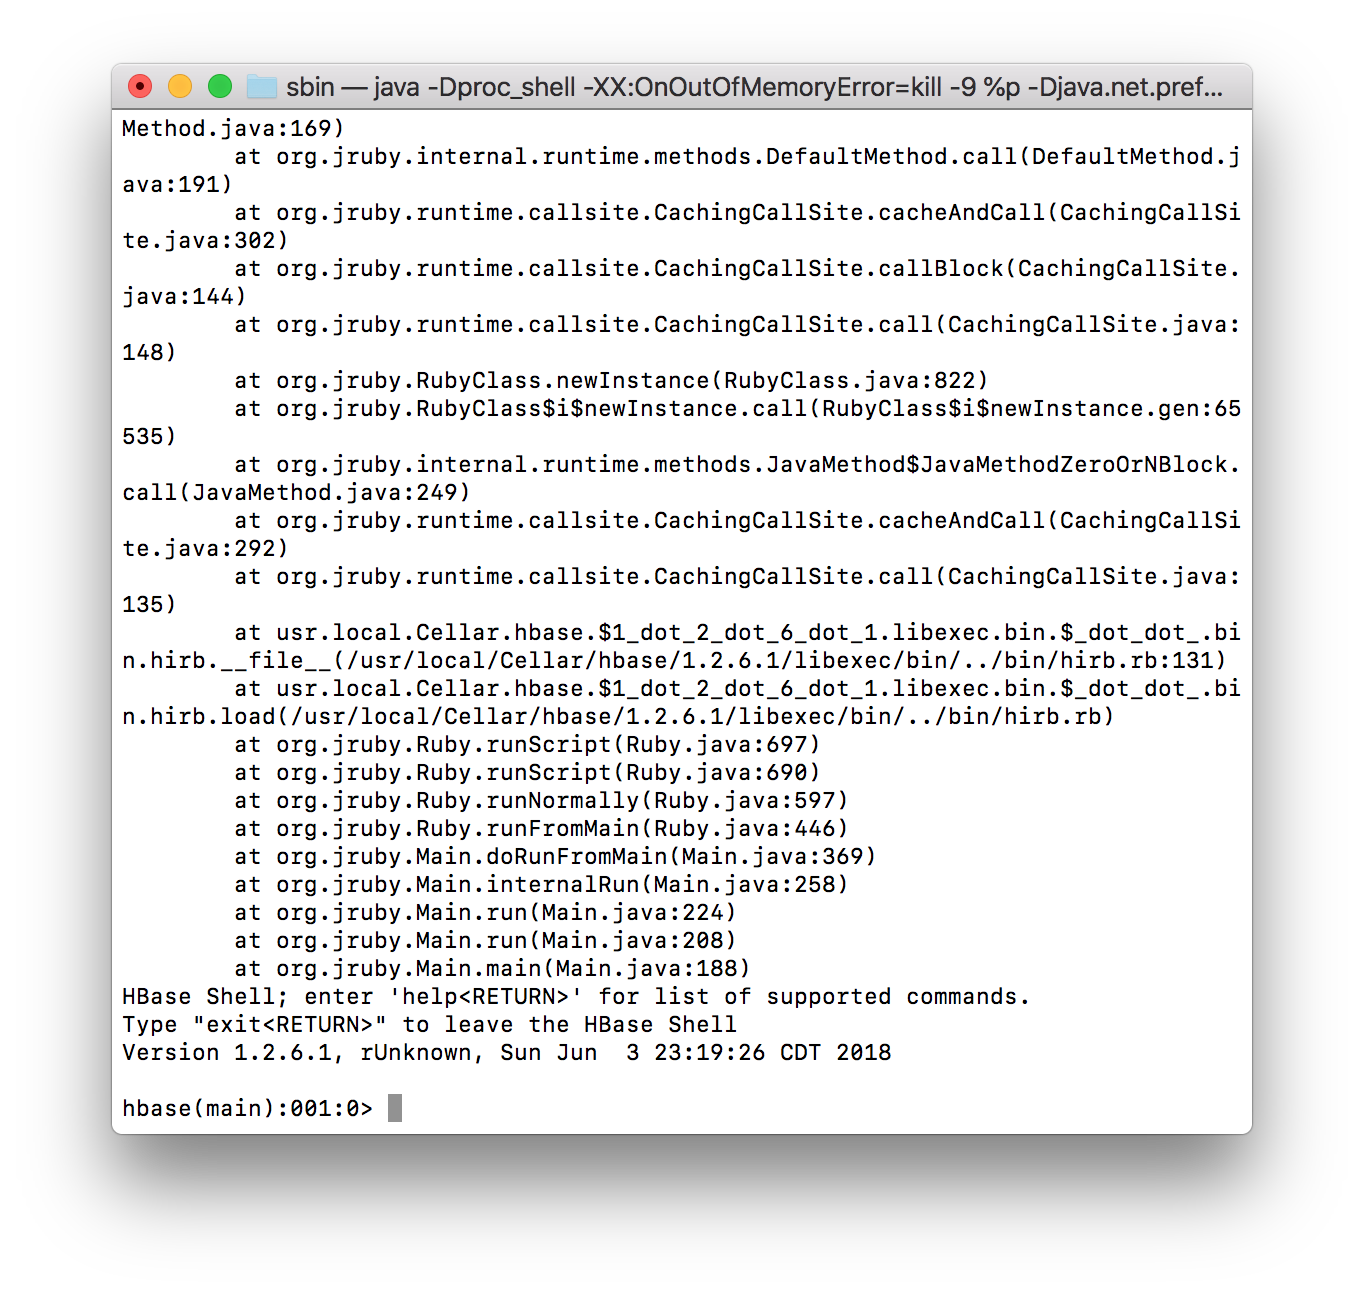 sbin — java -Dproc_shell -XX:OnOutOfMemoryError=kill -9 %p -Djava.net.pref...
Method.java:169)
        at org.jruby.internal.runtime.methods.DefaultMethod.call(DefaultMethod.j
ava:191)
        at org.jruby.runtime.callsite.CachingCallSite.cacheAndCall(CachingCallSi
te.java:302)
        at org.jruby.runtime.callsite.CachingCallSite.callBlock(CachingCallSite.
java:144)
        at org.jruby.runtime.callsite.CachingCallSite.call(CachingCallSite.java:
148)
        at org.jruby.RubyClass.newInstance(RubyClass.java:822)
        at org.jruby.RubyClass$i$newInstance.call(RubyClass$i$newInstance.gen:65
535)
        at org.jruby.internal.runtime.methods.JavaMethod$JavaMethodZeroOrNBlock.
call(JavaMethod.java:249)
        at org.jruby.runtime.callsite.CachingCallSite.cacheAndCall(CachingCallSi
te.java:292)
        at org.jruby.runtime.callsite.CachingCallSite.call(CachingCallSite.java:
135)
        at usr.local.Cellar.hbase.$1_dot_2_dot_6_dot_1.libexec.bin.$_dot_dot_.bi
n.hirb.__file__(/usr/local/Cellar/hbase/1.2.6.1/libexec/bin/../bin/hirb.rb:131)
        at usr.local.Cellar.hbase.$1_dot_2_dot_6_dot_1.libexec.bin.$_dot_dot_.bi
n.hirb.load(/usr/local/Cellar/hbase/1.2.6.1/libexec/bin/../bin/hirb.rb)
        at org.jruby.Ruby.runScript(Ruby.java:697)
        at org.jruby.Ruby.runScript(Ruby.java:690)
        at org.jruby.Ruby.runNormally(Ruby.java:597)
        at org.jruby.Ruby.runFromMain(Ruby.java:446)
        at org.jruby.Main.doRunFromMain(Main.java:369)
        at org.jruby.Main.internalRun(Main.java:258)
        at org.jruby.Main.run(Main.java:224)
        at org.jruby.Main.run(Main.java:208)
        at org.jruby.Main.main(Main.java:188)
HBase Shell; enter 'help<RETURN>' for list of supported commands.
Type "exit<RETURN>" to leave the HBase Shell
Version 1.2.6.1, rUnknown, Sun Jun  3 23:19:26 CDT 2018

hbase(main):001:0>